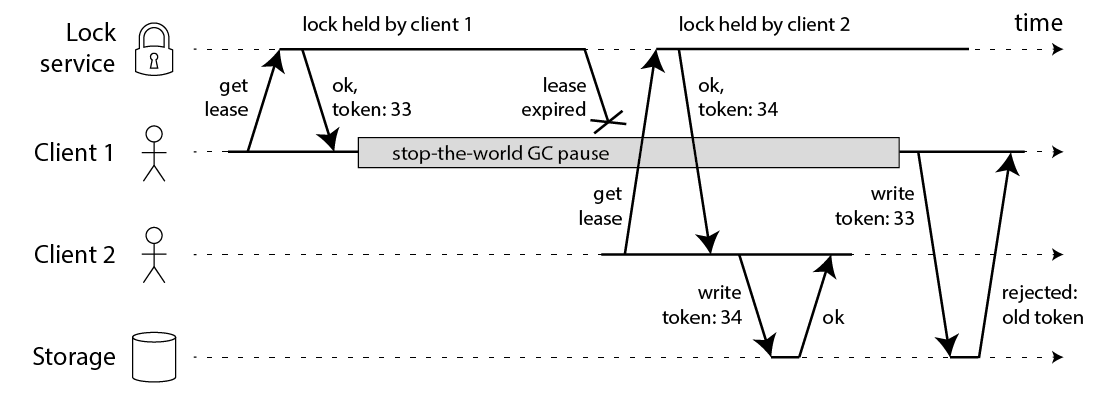 lock held by client 1
lock held by client 2
time
Lock
service
get
lease
ok,
token: 33
lease
expired
ok,
token: 34
Client 1
stop-the-world GC pause
get
lease
write
token: 33
Client 2
write
token: 34
ok
rejected:
old token
Storage